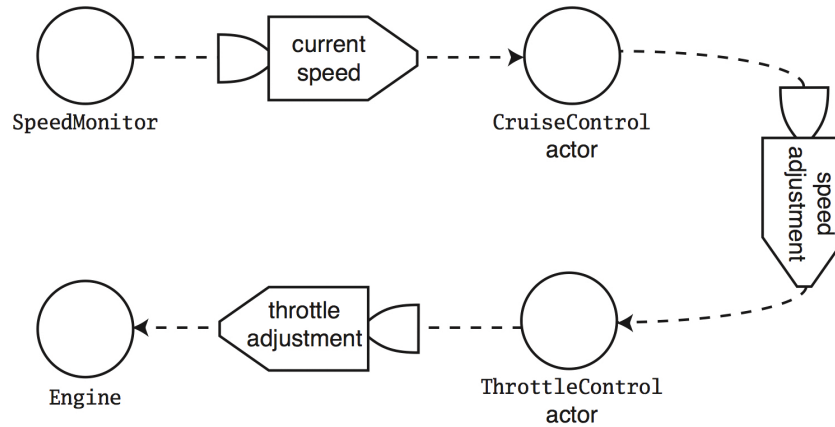 current
speed
SpeedMonitor
CruiseControl
actor
speed
adjustment
throttle
adjustment
Engine
ThrottleControl
actor